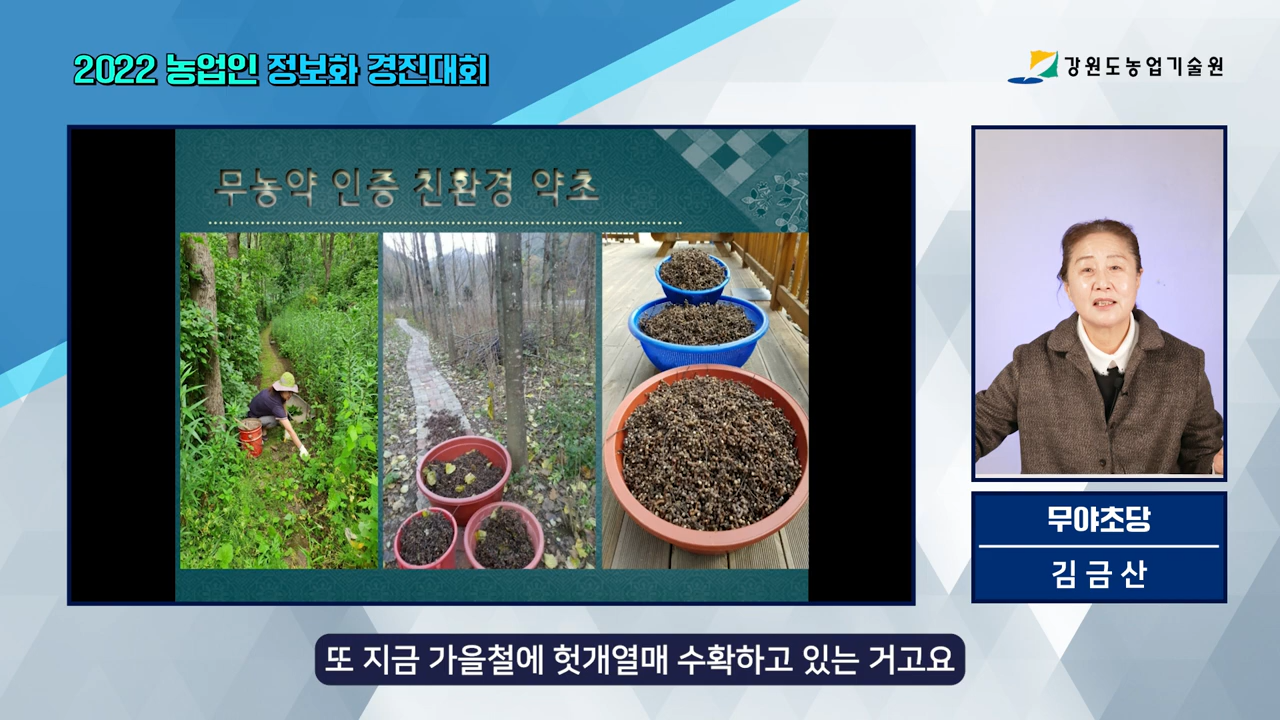 2022 농업인 정보화 경진대회
강원도농업기술원
무농약 인증 친환경 약초
무야초당
김금산
또 지금 가을철에 헛개열매 수확하고 있는 거고요